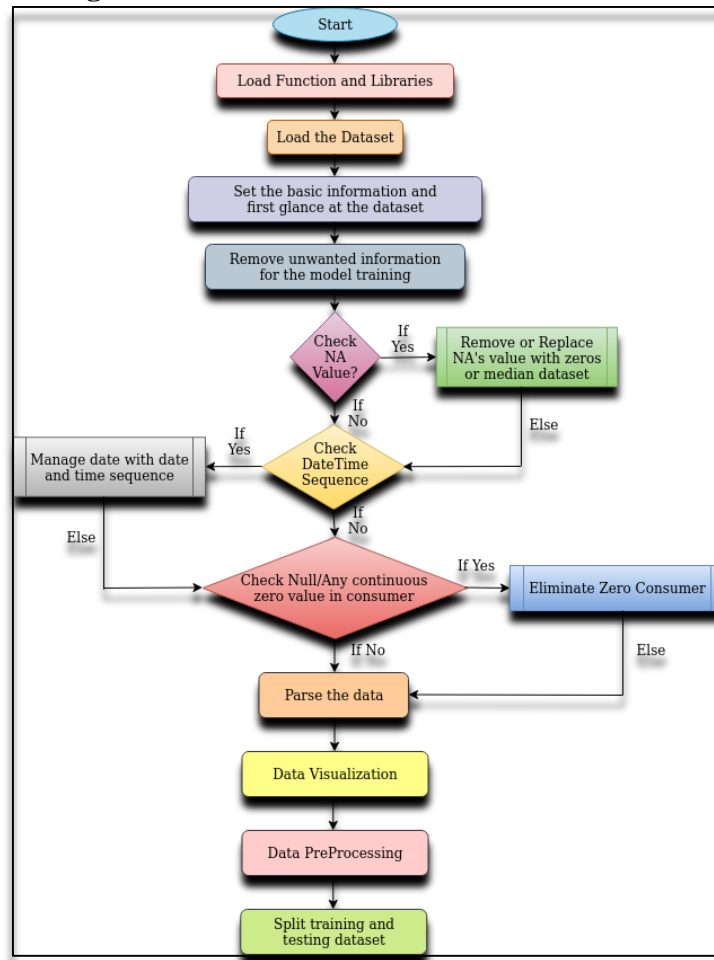 Start
Load Function and Libraries
Load the Dataset
Set the basic information and
first glance at the dataset
Remove unwanted information
for the model training
Check
NA
Value?
If
Yes
Remove or Replace
NA's value with zeros
or median dataset
If
No
Else
Check
DateTime
Sequence
If
Yes
Manage date with date
and time sequence
If
No
Else
Check Null/Any continuous
zero value in consumer
If Yes
Eliminate Zero Consumer
If No
Else
Parse the data
Data Visualization
Data PreProcessing
Split training and
testing dataset